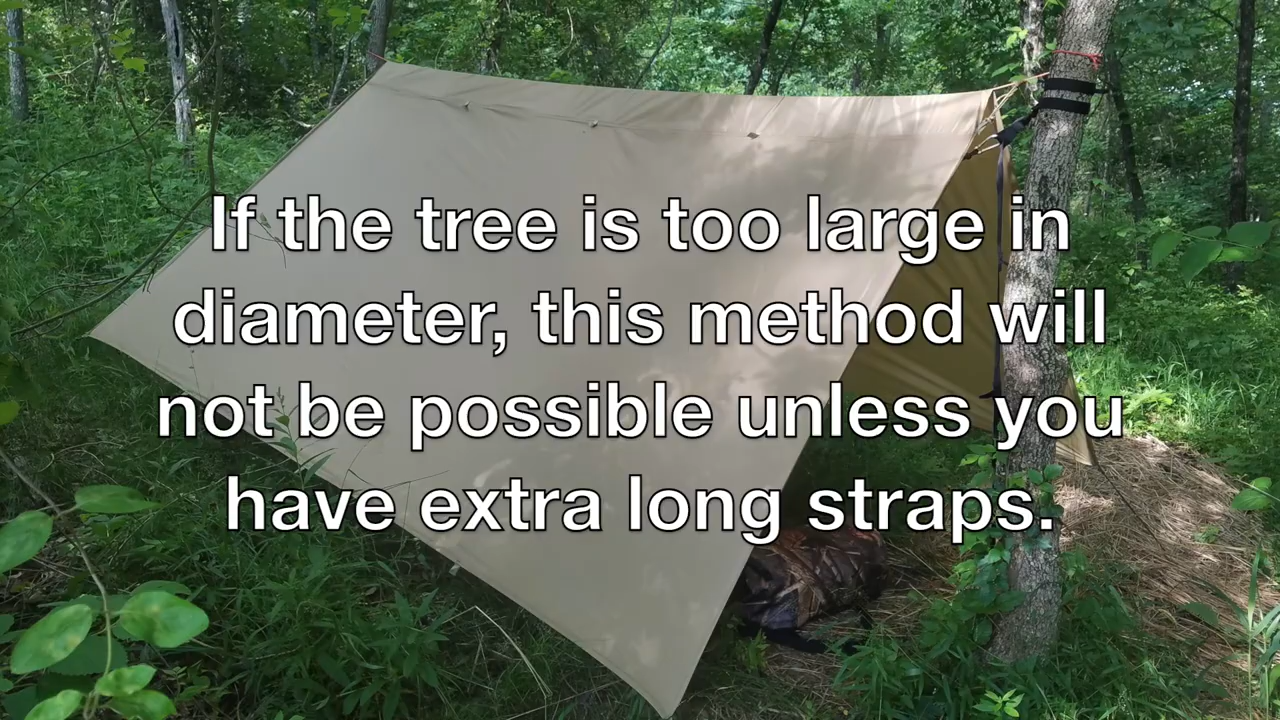 If the tree is too large in
diameter, this method will
not be possible unless you
have extra long straps.